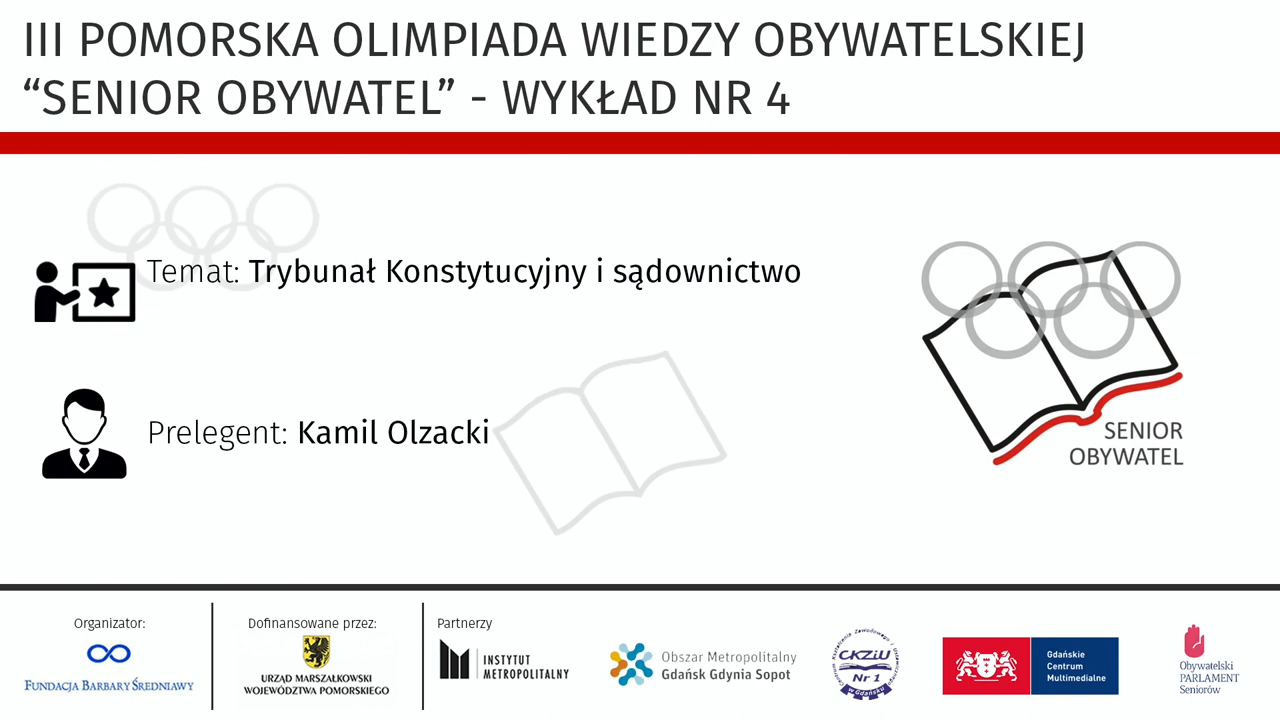 III POMORSKA OLIMPIADA WIEDZY OBYWATELSKIEJ
“SENIOR OBYWATEL” - WYKŁAD NR 4
Temat: Trybunał Konstytucyjny i sądownictwo
Prelegent: Kamil Olzacki
SENIOR
OBYWATEL
Organizator:
FUNDACJA BARBARY ŚREDNIAWY
Dofinansowane przez:
URZĄD MARSZAŁKOWSKI
WOJEWÓDZTWA POMORSKIEGO
Partnerzy
INSTYTUT
METROPOLITALNY
Obszar Metropolitalny
Gdańsk Gdynia Sopot
CKZiU
Nr 1
w Gdańsku
Gdańskie
Centrum
Multimedialne
Obywatelski
PARLAMENT
Seniorów